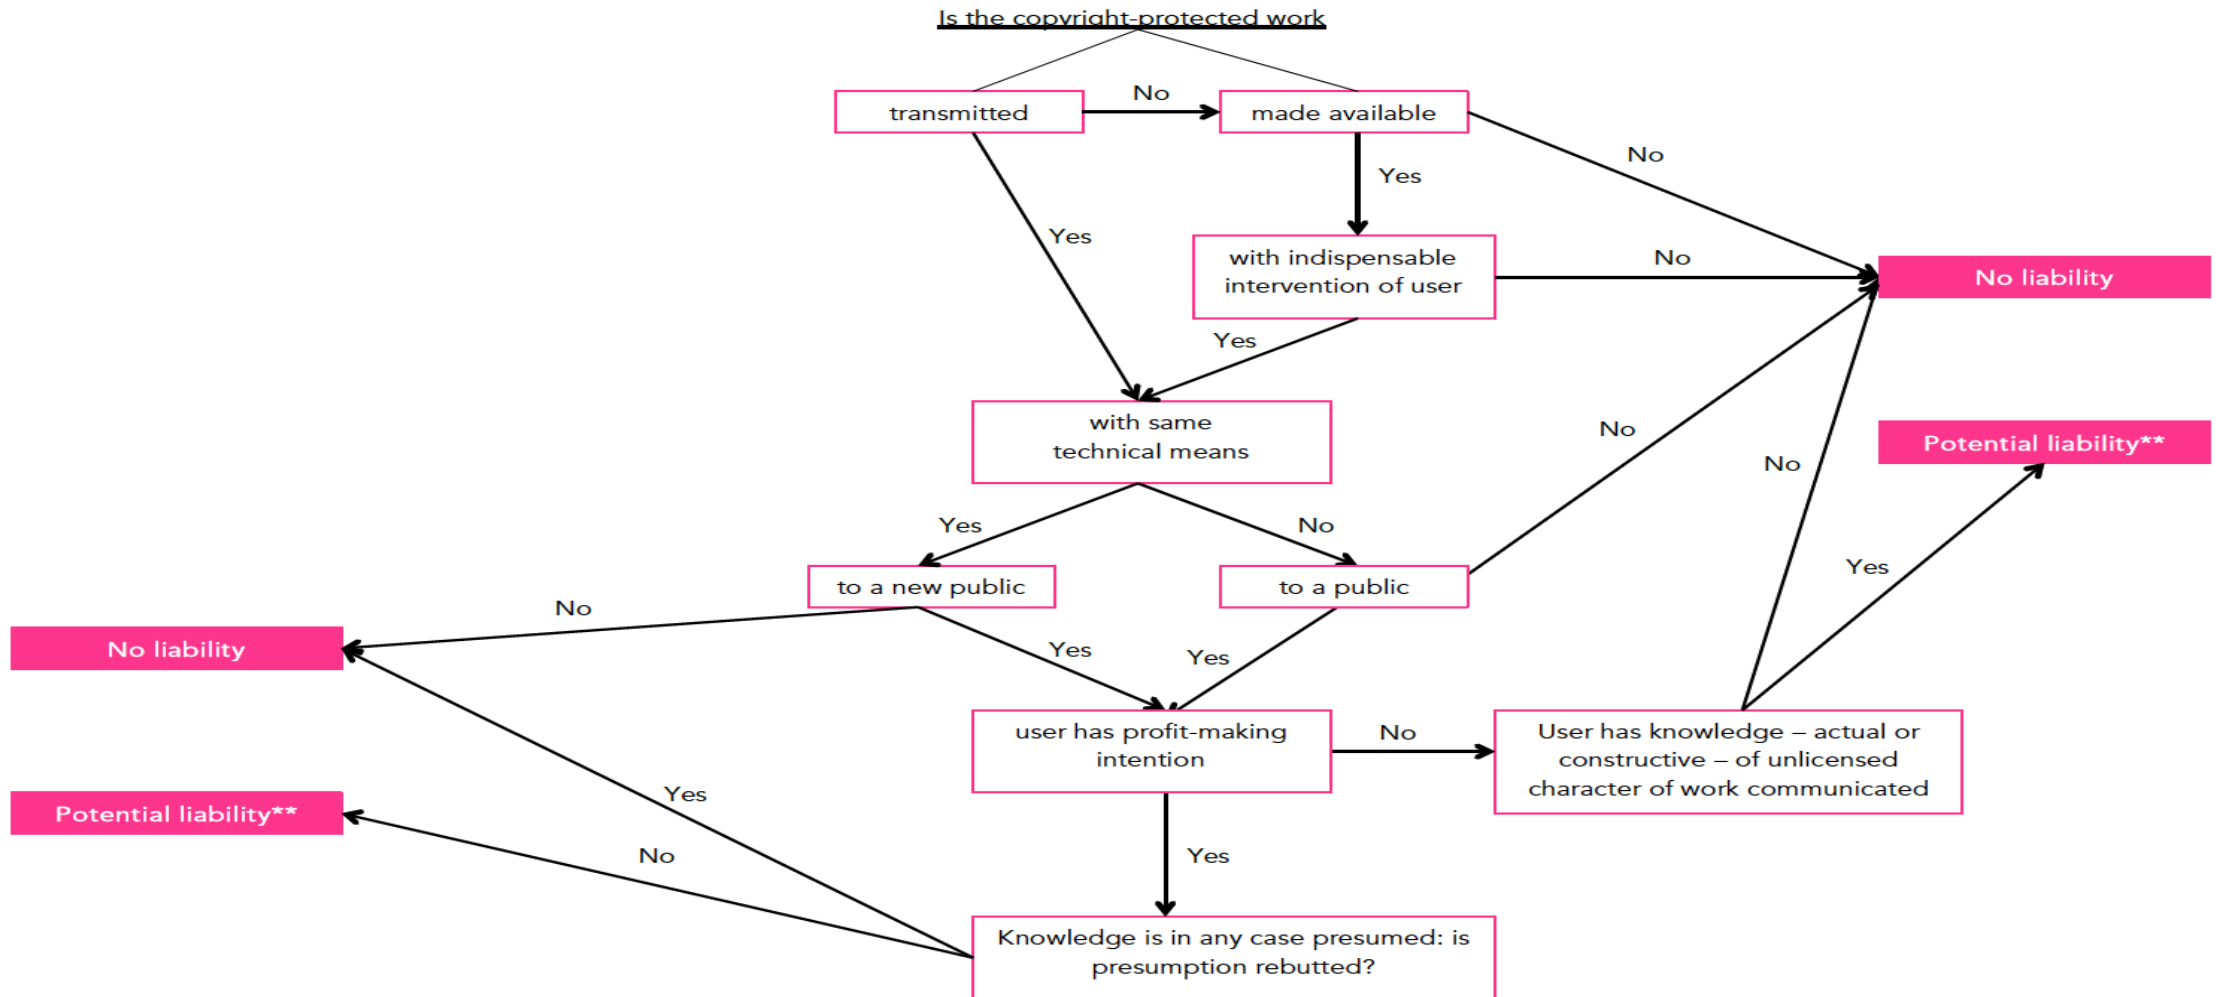 Is the copyright-protected work
No
transmitted
made available
No
Yes
Yes
with indispensable
intervention of user
No
No liability
Yes
with same
technical means
No
Potential liability**
No
Yes
No
Yes
to a new public
to a public
No
No liability
Yes
Yes
user has profit-making
intention
No
User has knowledge – actual or
constructive – of unlicensed
character of work communicated
Yes
Potential liability**
No
Yes
Knowledge is in any case presumed: is
presumption rebutted?